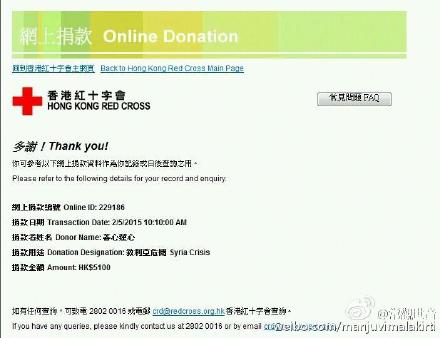 網上捐款 Online Donation
回到香港紅十字會主網頁 Back to Hong Kong Red Cross Main Page
香港紅十字會
HONG KONG RED CROSS
常見問題 FAQ
多謝！Thank you!
你可參考以下網上捐款資料作為你記錄或日後查詢之用。
Please refer to the following details for your record and enquiry.
網上捐款編號 Online ID: 229186
捐款日期 Transaction Date: 2/5/2015 10:10:00 AM
捐款者姓名 Donor Name: 善心塑心
捐款用途 Donation Designation: 敘利亞危機 Syria Crisis
捐款金額 Amount: HK$5100
如有任何查詢，可致電 2802 0016 或電郵 crd@redcross.org.hk 香港紅十字會查詢。
If you have any queries, please kindly contact us at 2802 0016 or by email
weibo.com/manjuvimalakirti